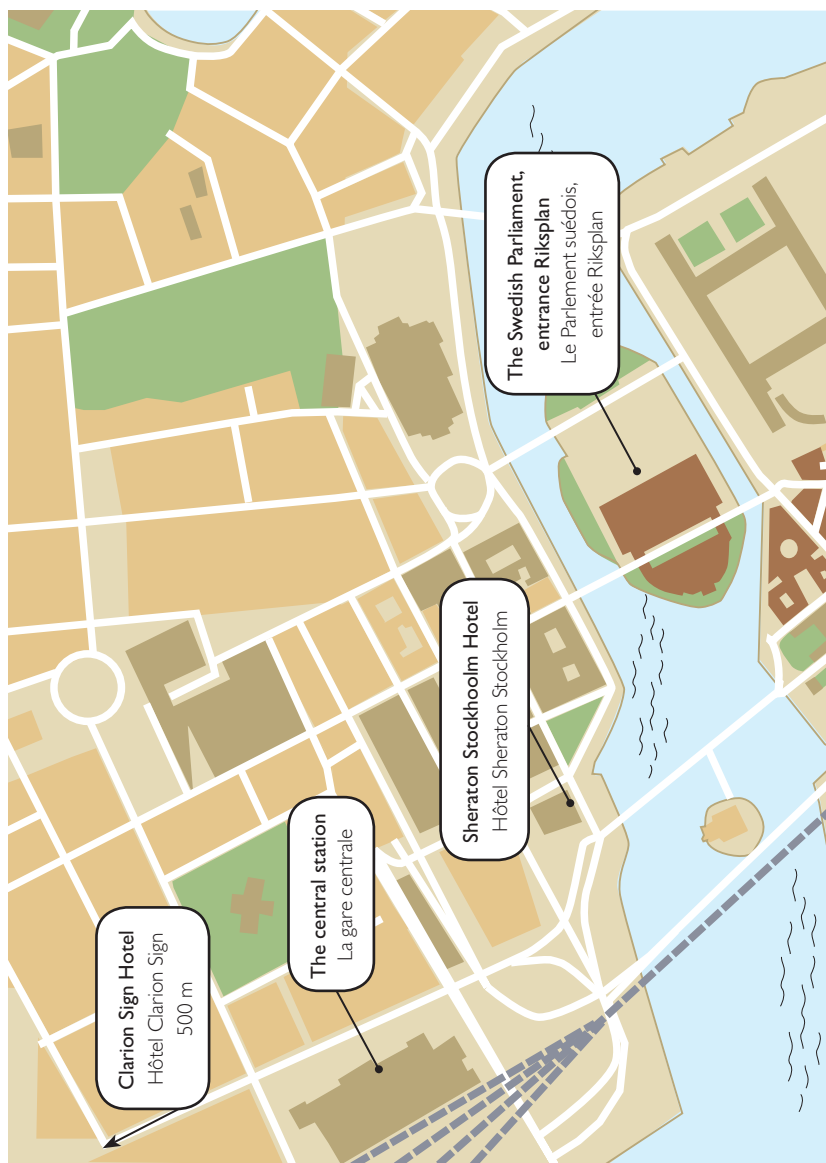 Clarion Sign Hotel
Hôtel Clarion Sign
500 m
The central station
La gare centrale
Sheraton Stockhoolm Hotel
Hôtel Sheraton Stockholm
The Swedish Parliament,
entrance Riksplan
Le Parlement suédois,
entrée Riksplan